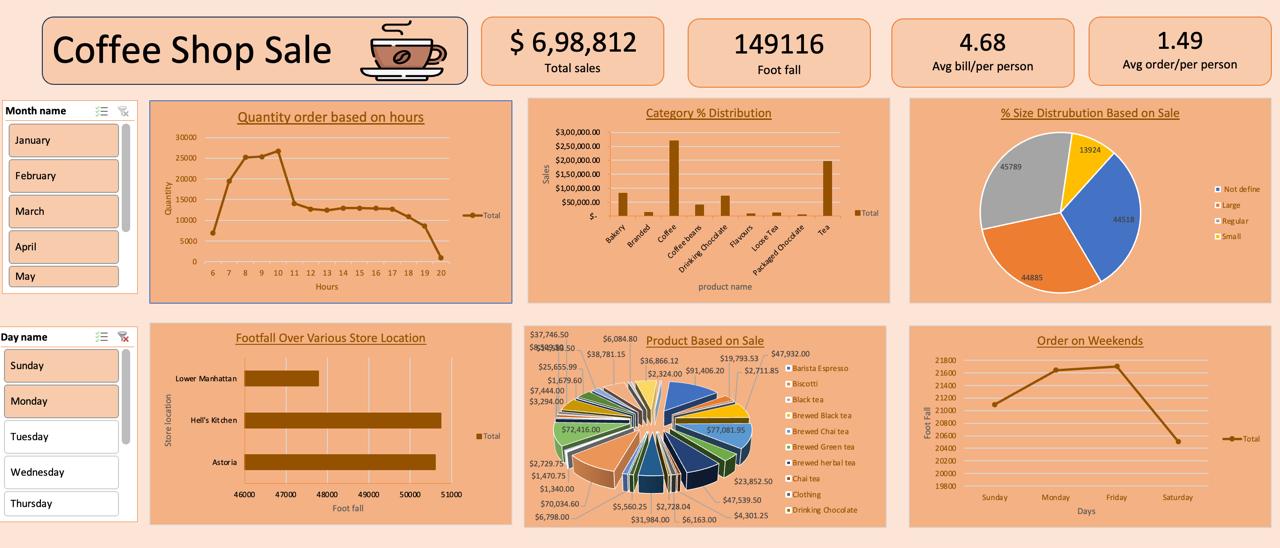 Coffee Shop Sale
$ 6,98,812
Total sales
149116
Foot fall
4.68
Avg bill/per person
1.49
Avg order/per person
Month name
January
February
March
April
May
Quantity order based on hours
30000
25000
20000
15000
10000
5000
0
Quantity
6 7 8 9 10 11 12 13 14 15 16 17 18 19 20
Hours
Total
Category % Distribution
$3,00,000.00
$2,50,000.00
$2,00,000.00
$1,50,000.00
$1,00,000.00
$50,000.00
$-
Sales
Bakery
Branded
Coffee
Coffee beans
Drinking Chocolate
Flavours
Loose Tea
Packaged Chocolate
Tea
product name
Total
% Size Distrubution Based on Sale
13924
45789
44518
44885
Not define
Large
Regular
Small
Day name
Sunday
Monday
Tuesday
Wednesday
Thursday
Footfall Over Various Store Location
Store location
Lower Manhattan
Hell's Kitchen
Astoria
46000 47000 48000 49000 50000 51000
Foot fall
Total
Product Based on Sale
$37,746.50
$6,084.80
$38,781.15
$36,866.12
$19,793.53
$47,932.00
$25,655.99
$2,324.00
$91,406.20
$2,711.85
$1,679.60
$7,444.00
$3,294.00
$72,416.00
$77,081.95
$2,729.75
$1,470.75
$1,340.00
$70,034.60
$6,798.00
$5,560.25
$31,984.00
$2,728.04
$6,163.00
$4,301.25
$47,539.50
$23,852.50
Barista Espresso
Biscotti
Black tea
Brewed Black tea
Brewed Chai tea
Brewed Green tea
Brewed herbal tea
Chai tea
Clothing
Drinking Chocolate
Order on Weekends
21800
21600
21400
21200
21000
20800
20600
20400
20200
20000
19800
Foot Fall
Sunday Monday Friday Saturday
Days
Total